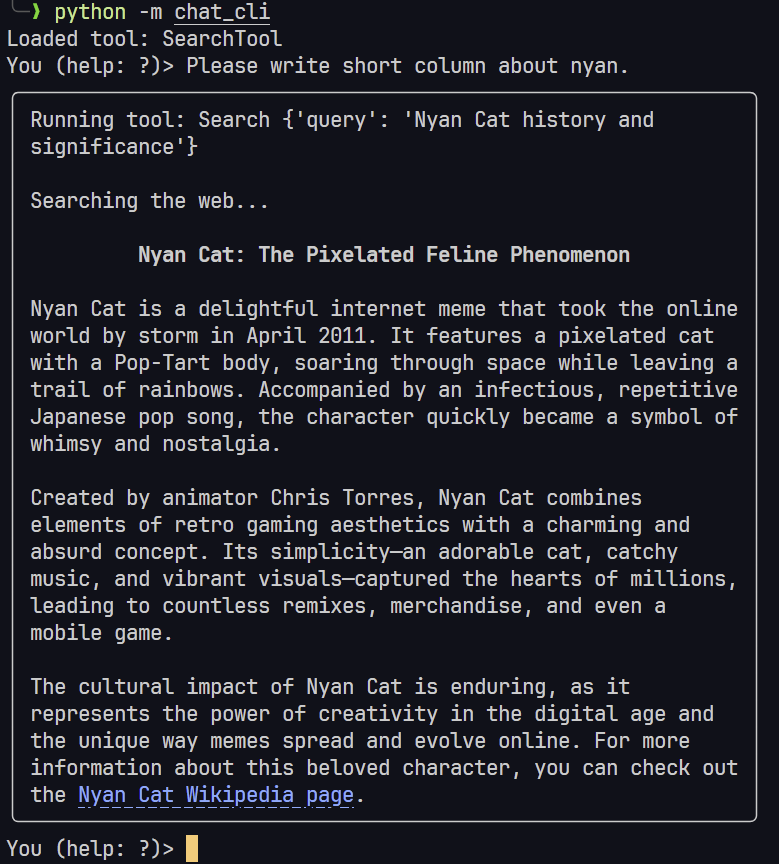 ❯ python -m chat_cli
Loaded tool: SearchTool
You (help: ?)> Please write short column about nyan.
Running tool: Search {'query': 'Nyan Cat history and
significance'}
Searching the web...
Nyan Cat: The Pixelated Feline Phenomenon
Nyan Cat is a delightful internet meme that took the online
world by storm in April 2011. It features a pixelated cat
with a Pop-Tart body, soaring through space while leaving a
trail of rainbows. Accompanied by an infectious, repetitive
Japanese pop song, the character quickly became a symbol of
whimsy and nostalgia.
Created by animator Chris Torres, Nyan Cat combines
elements of retro gaming aesthetics with a charming and
absurd concept. Its simplicity—an adorable cat, catchy
music, and vibrant visuals—captured the hearts of millions,
leading to countless remixes, merchandise, and even a
mobile game.
The cultural impact of Nyan Cat is enduring, as it
represents the power of creativity in the digital age and
the unique way memes spread and evolve online. For more
information about this beloved character, you can check out
the Nyan Cat Wikipedia page.
You (help: ?)>